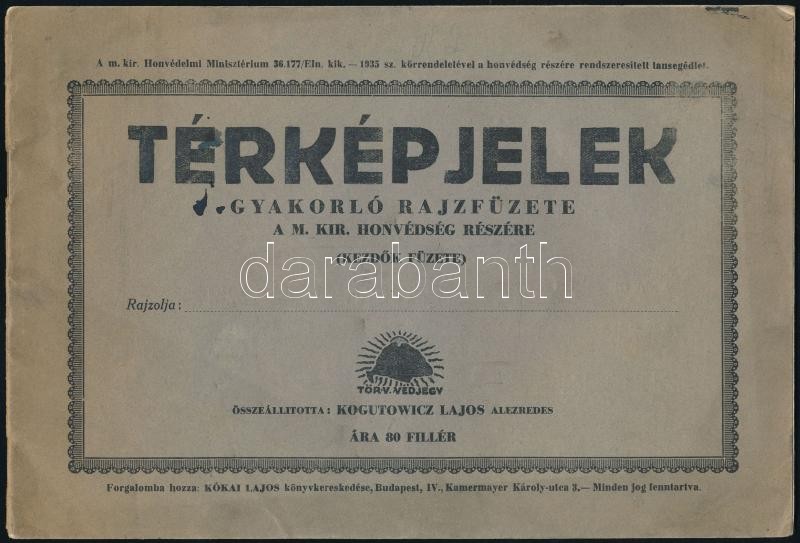 A m. kir. Honvédelmi Minisztérium 36.177/Eln. kik. — 1935 sz. körrendeletével a honvédség részére rendszeresitett tansegédlet.
TÉRKÉPJELEK
GYAKORLÓ RAJZFÜZETE
A M. KIR. HONVÉDSÉG RÉSZÉRE
(KEZDŐK FÜZETE)
darabanth
Rajzolja:
TÖRV. VÉDJEGY
ÖSSZEÁLLITOTTA: KOGUTOWICZ LAJOS ALEZREDES
ÁRA 80 FILLÉR
Forgalomba hozza: KÓKAI LAJOS könyvkereskedése, Budapest, IV., Kamermayer Károly-utca 3.— Minden jog fenntartva.